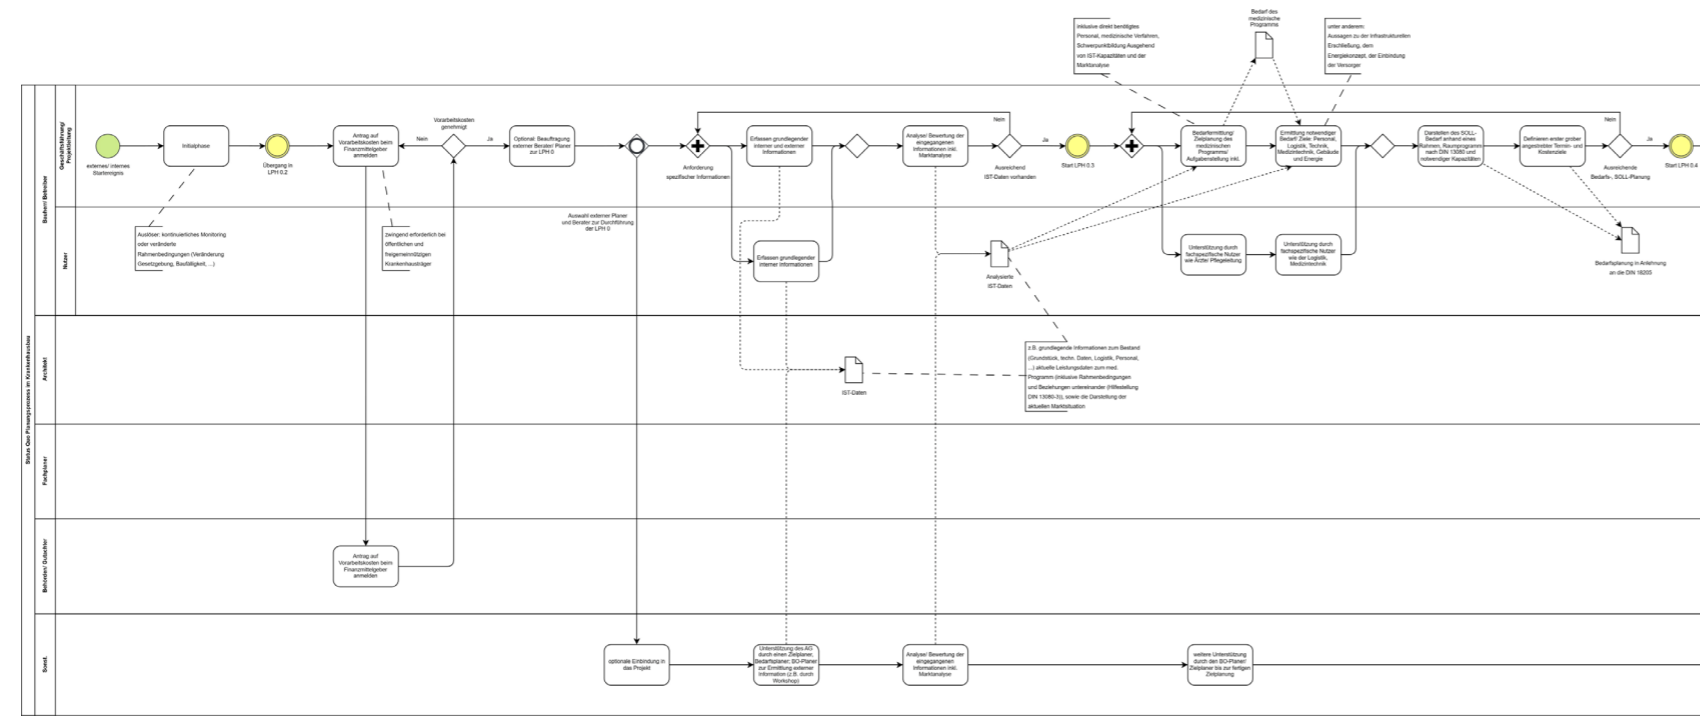 Status Quo Planungsprozess im Krankenhausbau
Bauherr/ Betreiber
Geschäftsführung/
Projektleitung
Nutzer
Architekt
Fachplaner
Behörden/ Gutachter
Sonst.
externes/ internes
Startereignis
Initialphase
Übergang in
LPH 0.2
Auslöser: kontinuierliches Monitoring
oder veränderte
Rahmenbedingungen (Veränderung
Gesetzgebung, Baufälligkeit, ...)
Antrag auf
Vorarbeitskosten beim
Finanzmittelgeber
anmelden
zwingend erforderlich bei
öffentlichen und
freigemeinnützigen
Krankenhausträger
Nein
Vorarbeitskosten
genehmigt
Ja
Optional: Beauftragung
externer Berater/ Planer
zur LPH 0
Auswahl externer Planer
und Berater zur Durchführung
der LPH 0
Anforderung
spezifischer Informationen
Erfassen grundlegender
interner und externer
Informationen
Erfassen grundlegender
interner Informationen
Analyse/ Bewertung der
eingegangenen
Informationen inkl.
Marktanalyse
Nein
Ja
Ausreichend
IST-Daten vorhanden
Start LPH 0.3
Analysierte
IST-Daten
IST-Daten
z.B. grundlegende Informationen zum Bestand
(Grundstück, techn. Daten, Logistik, Personal,
...) aktuelle Leistungsdaten zum med.
Programm (inklusive Rahmenbedingungen
und Beziehungen untereinander (Hilfestellung
DIN 13080-3)), sowie die Darstellung der
aktuellen Marktsituation
inklusive direkt benötigtes
Personal, medizinische Verfahren,
Schwerpunktbildung Ausgehend
von IST-Kapazitäten und der
Marktanalyse
Bedarf des
medizinische
Programms
unter anderem:
Aussagen zu der Infrastrukturellen
Erschließung, dem
Energiekonzept, der Einbindung
der Versorger
Bedarfermittlung/
Zielplanung des
medizinischen
Programms/
Aufgabenstellung inkl.
Ermittlung notwendiger
Bedarf/ Ziele: Personal,
Logistik, Technik,
Medizintechnik, Gebäude
und Energie
Unterstützung durch
fachspezifische Nutzer
wie Ärzte/ Pflegeleitung
Unterstützung durch
fachspezifische Nutzer
wie der Logistik,
Medizintechnik
Darstellen des SOLL-
Bedarf anhand eines
Rahmen, Raumprogramm
nach DIN 13080 und
notwendiger Kapazitäten
Definieren erster grober
angestrebter Termin- und
Kostenziele
Nein
Ja
Ausreichende
Bedarfs-, SOLL-Planung
Start LPH 0.4
Bedarfsplanung in Anlehnung
an die DIN 18205
Antrag auf
Vorarbeitskosten beim
Finanzmittelgeber
anmelden
optionale Einbindung in
das Projekt
Unterstützung des AG
durch einen Zielplaner,
Bedarfsplaner, BO-Planer
zur Ermittlung externer
Information (z.B. durch
Workshop)
Analyse/ Bewertung der
eingegangenen
Informationen inkl.
Marktanalyse
weitere Unterstützung
durch den BO-Planer/
Zielplaner bis zur fertigen
Zielplanung